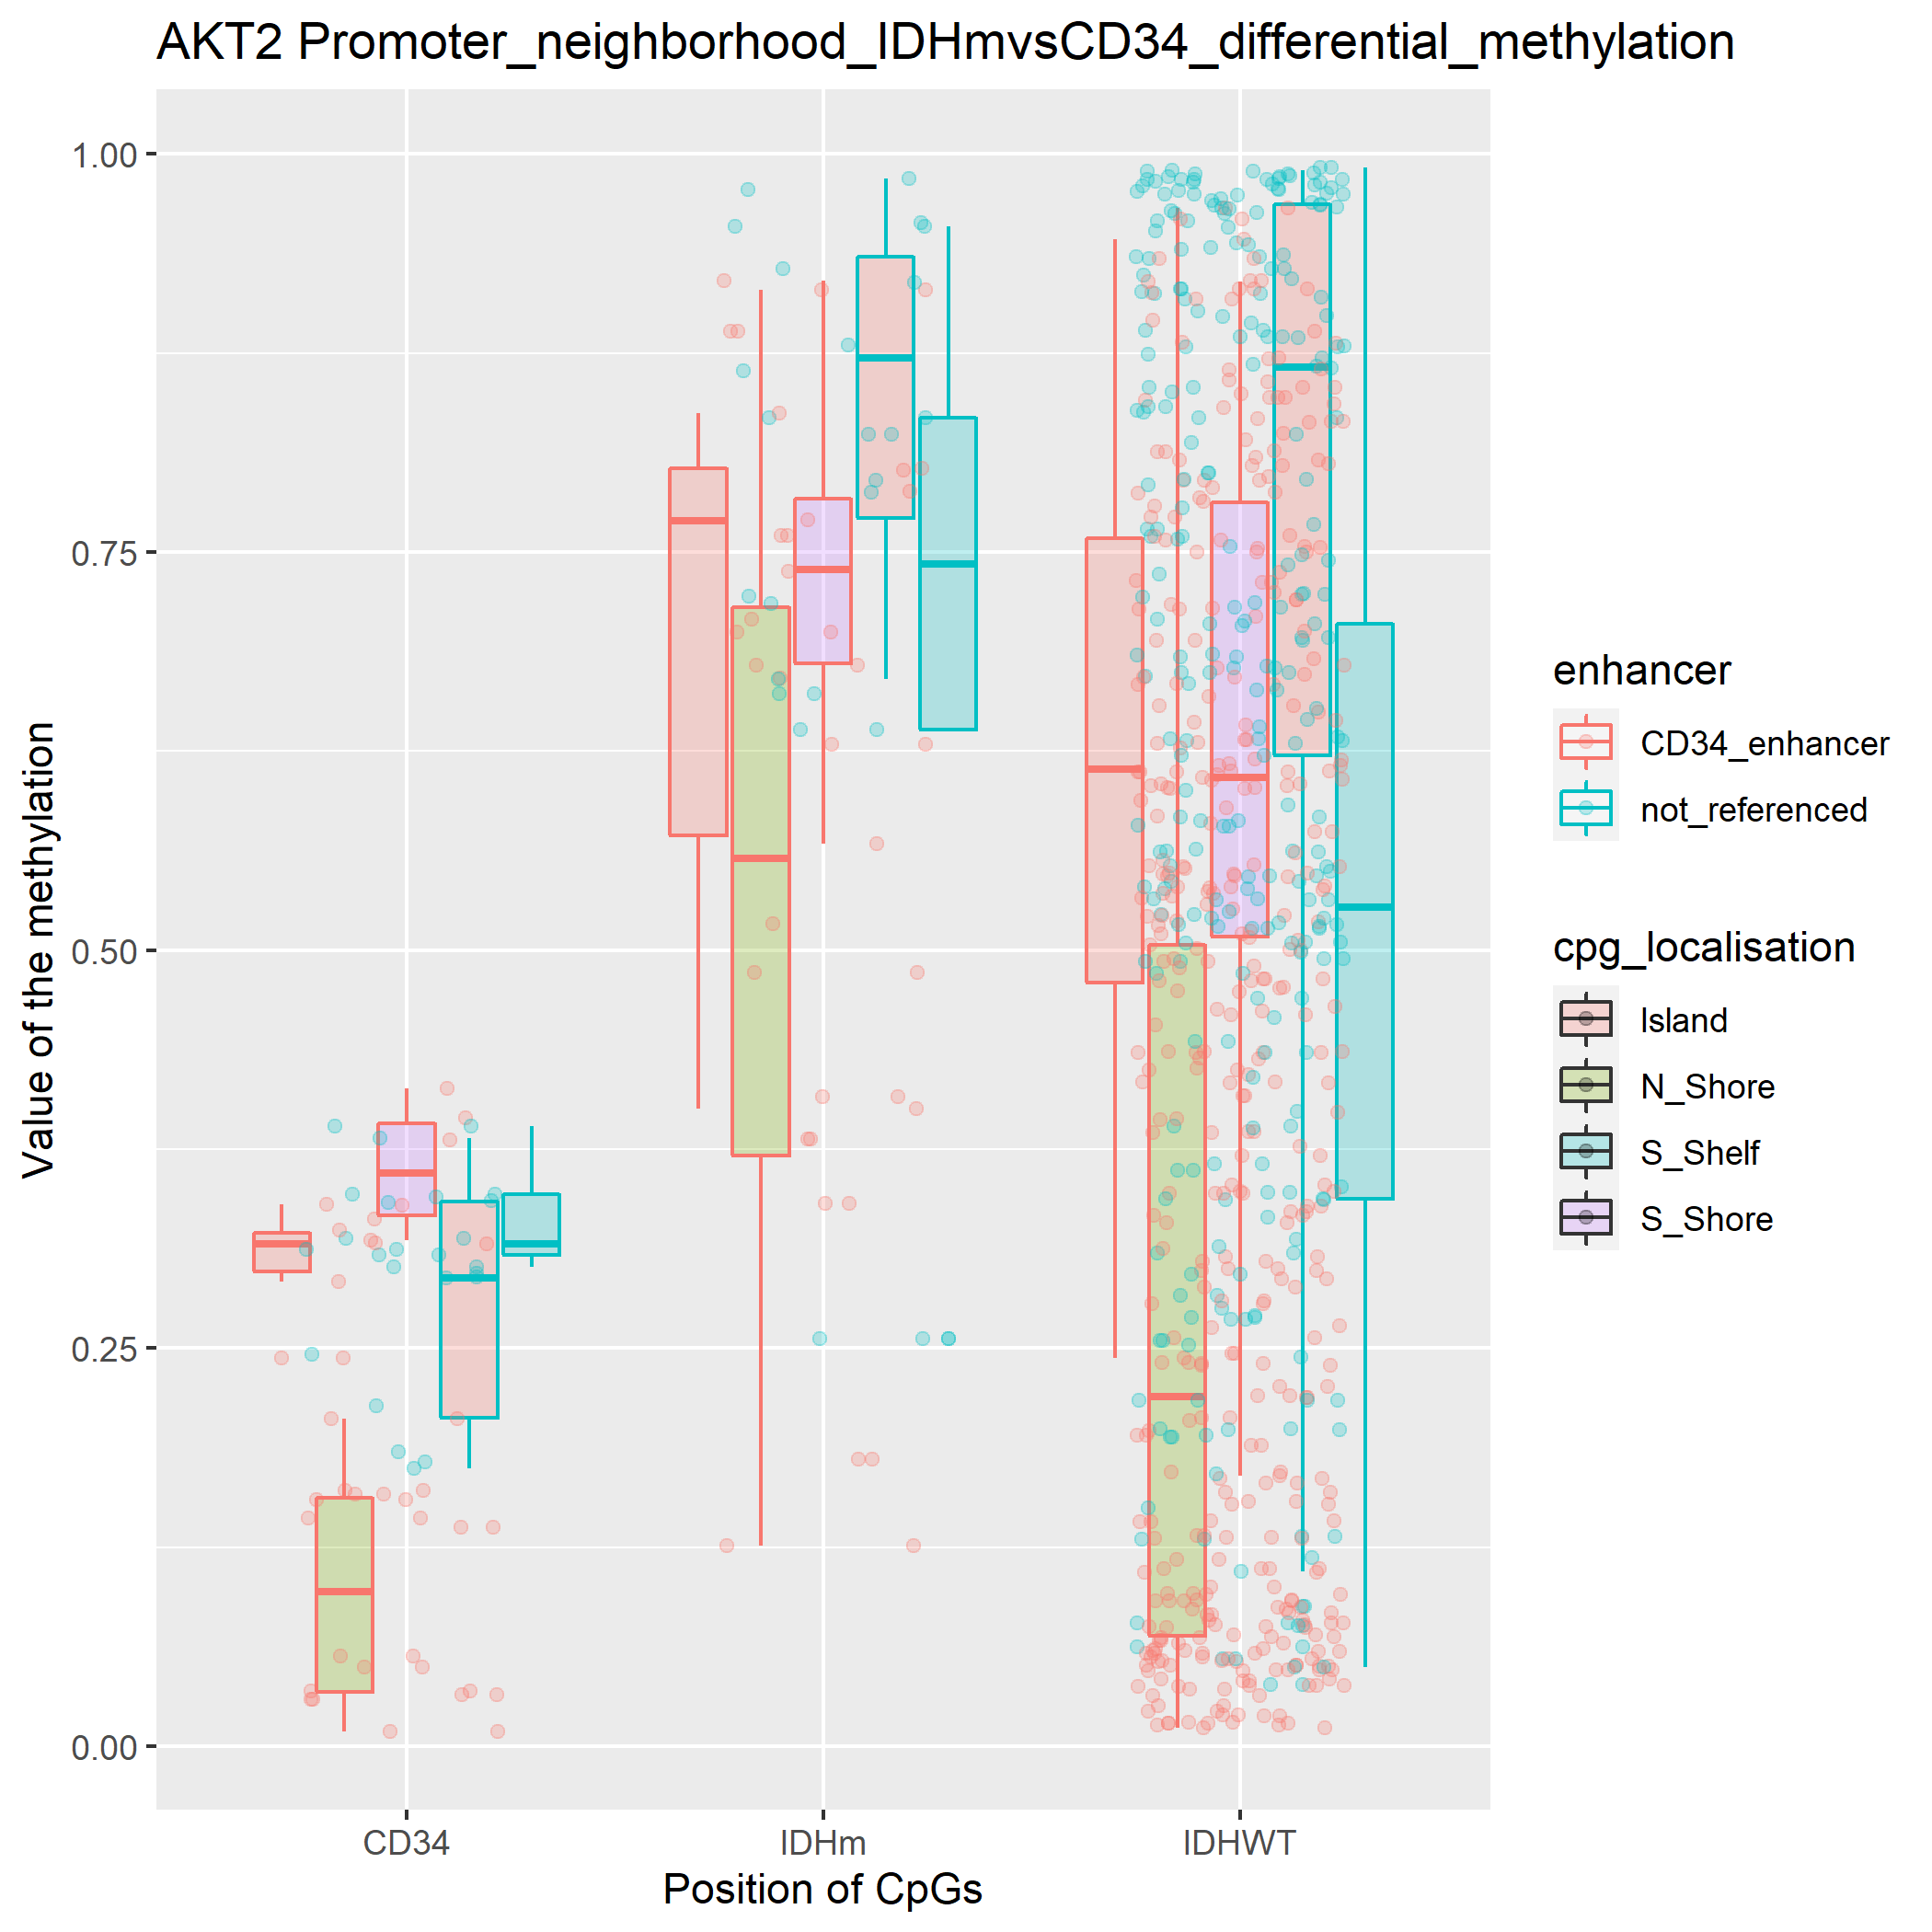 AKT2 Promoter_neighborhood_IDHmvsCD34_differential_methylation
1.00
0.75
0.50
0.25
0.00
Value of the methylation
CD34
IDHm
IDHWT
Position of CpGs
enhancer
CD34_enhancer
not_referenced
cpg_localisation
Island
N_Shore
S_Shelf
S_Shore